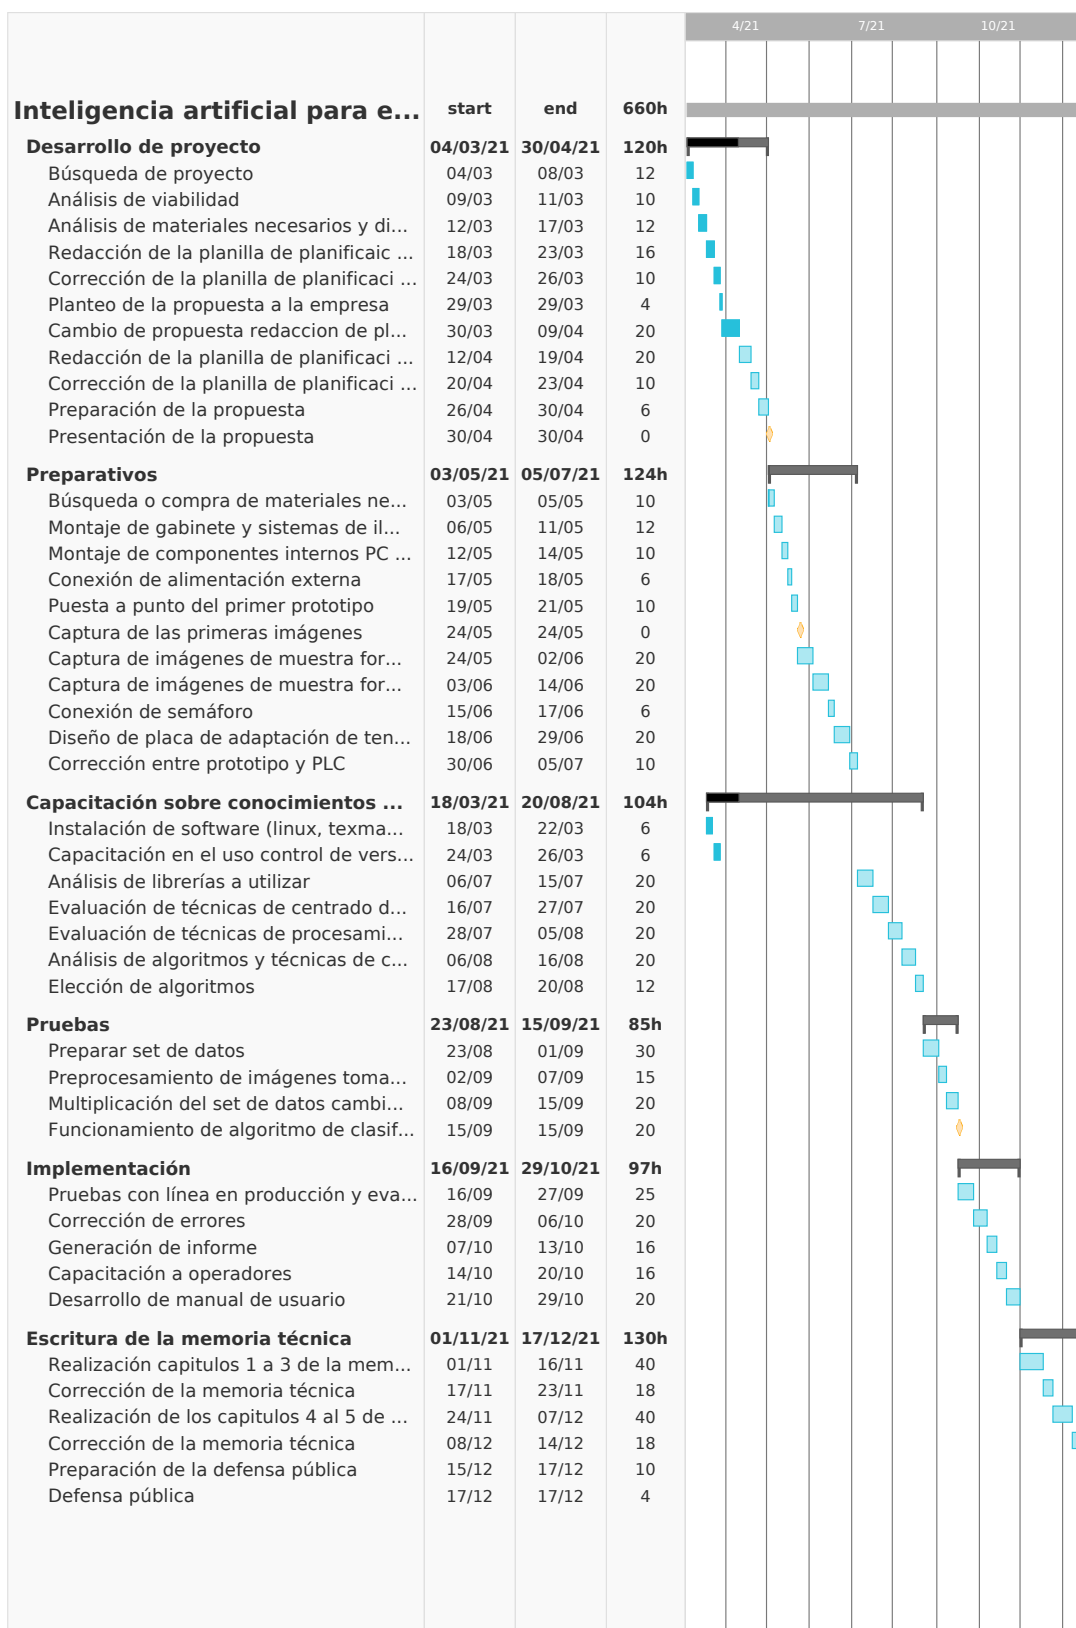 4/21 7/21 10/21
Inteligencia artificial para e... start end 660h
Desarrollo de proyecto 04/03/21 30/04/21 120h
Búsqueda de proyecto 04/03 08/03 12
Análisis de viabilidad 09/03 11/03 10
Análisis de materiales necesarios y di... 12/03 17/03 12
Redacción de la planilla de planificaic ... 18/03 23/03 16
Corrección de la planilla de planificaci ... 24/03 26/03 10
Planteo de la propuesta a la empresa 29/03 29/03 4
Cambio de propuesta redaccion de pl... 30/03 09/04 20
Redacción de la planilla de planificaci ... 12/04 19/04 20
Corrección de la planilla de planificaci ... 20/04 23/04 10
Preparación de la propuesta 26/04 30/04 6
Presentación de la propuesta 30/04 30/04 0
Preparativos 03/05/21 05/07/21 124h
Búsqueda o compra de materiales ne... 03/05 05/05 10
Montaje de gabinete y sistemas de il... 06/05 11/05 12
Montaje de componentes internos PC ... 12/05 14/05 10
Conexión de alimentación externa 17/05 18/05 6
Puesta a punto del primer prototipo 19/05 21/05 10
Captura de las primeras imágenes 24/05 24/05 0
Captura de imágenes de muestra for... 24/05 02/06 20
Captura de imágenes de muestra for... 03/06 14/06 20
Conexión de semáforo 15/06 17/06 6
Diseño de placa de adaptación de ten... 18/06 29/06 20
Corrección entre prototipo y PLC 30/06 05/07 10
Capacitación sobre conocimientos ... 18/03/21 20/08/21 104h
Instalación de software (linux, texma... 18/03 22/03 6
Capacitación en el uso control de vers... 24/03 26/03 6
Análisis de librerías a utilizar 06/07 15/07 20
Evaluación de técnicas de centrado d... 16/07 27/07 20
Evaluación de técnicas de procesami... 28/07 05/08 20
Análisis de algoritmos y técnicas de c... 06/08 16/08 20
Elección de algoritmos 17/08 20/08 12
Pruebas 23/08/21 15/09/21 85h
Preparar set de datos 23/08 01/09 30
Preprocesamiento de imágenes toma... 02/09 07/09 15
Multiplicación del set de datos cambi... 08/09 15/09 20
Funcionamiento de algoritmo de clasif... 15/09 15/09 20
Implementación 16/09/21 29/10/21 97h
Pruebas con línea en producción y eva... 16/09 27/09 25
Corrección de errores 28/09 06/10 20
Generación de informe 07/10 13/10 16
Capacitación a operadores 14/10 20/10 16
Desarrollo de manual de usuario 21/10 29/10 20
Escritura de la memoria técnica 01/11/21 17/12/21 130h
Realización capitulos 1 a 3 de la mem... 01/11 16/11 40
Corrección de la memoria técnica 17/11 23/11 18
Realización de los capitulos 4 al 5 de ... 24/11 07/12 40
Corrección de la memoria técnica 08/12 14/12 18
Preparación de la defensa pública 15/12 17/12 10
Defensa pública 17/12 17/12 4